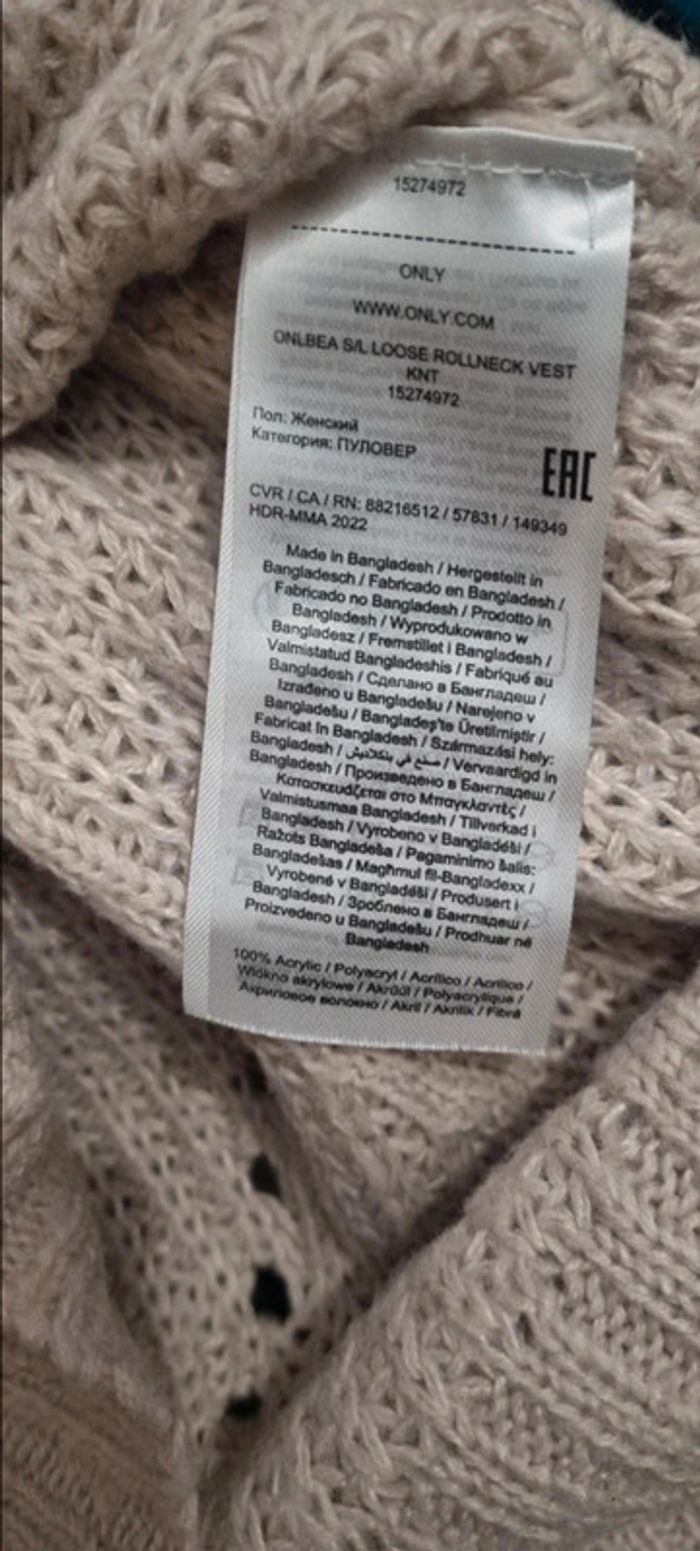 15274972
ONLY
WWW.ONLY.COM
ONLBEA S/L LOOSE ROLLNECK VEST
KNT
15274972
Пол: Женский
Категория: ПУЛОВЕР
EAC
CVR / CA / RN: 88216512 / 57831 / 149349
HDR-MMA 2022
Made in Bangladesh / Hergestellt in
Bangladesch / Fabricado en Bangladesh /
Fabricado no Bangladesh / Prodotto in
Bangladesh / Wyprodukowano w
Bangladesz / Fremstillet i Bangladesh /
Valmistatud Bangladeshis / Fabriqué au
Bangladesh / Сделано в Бангладеш /
Izrađeno u Bangladešu / Narejeno v
Bangladešu / Bangladeş'te Üretilmiştir /
Fabricat în Bangladesh / Származási hely:
Bangladesh / صنع في بنكلاديش / Vervaardigd in
Bangladesh / Произведено в Бангладеш /
Κατασκευάζεται στο Μπαγκλαντές /
Valmistusmaa Bangladesh / Tillverkad i
Bangladesh / Vyrobeno v Bangladéši /
Ražots Bangladeša / Pagaminimo šalis:
Bangladešas / Magħmul fil-Bangladexx /
Vyrobené v Bangladéši / Produsert i
Bangladesh / Зроблено в Бангладеш /
Proizvedeno u Bangladešu / Prodhuar në
Bangladesh
100% Acrylic / Polyacryl / Acrílico / Acrilico /
Włókno akrylowe / Akrüül / Polyacrylique /
Акриловое волокно / Akril / Akrilik / Fibră